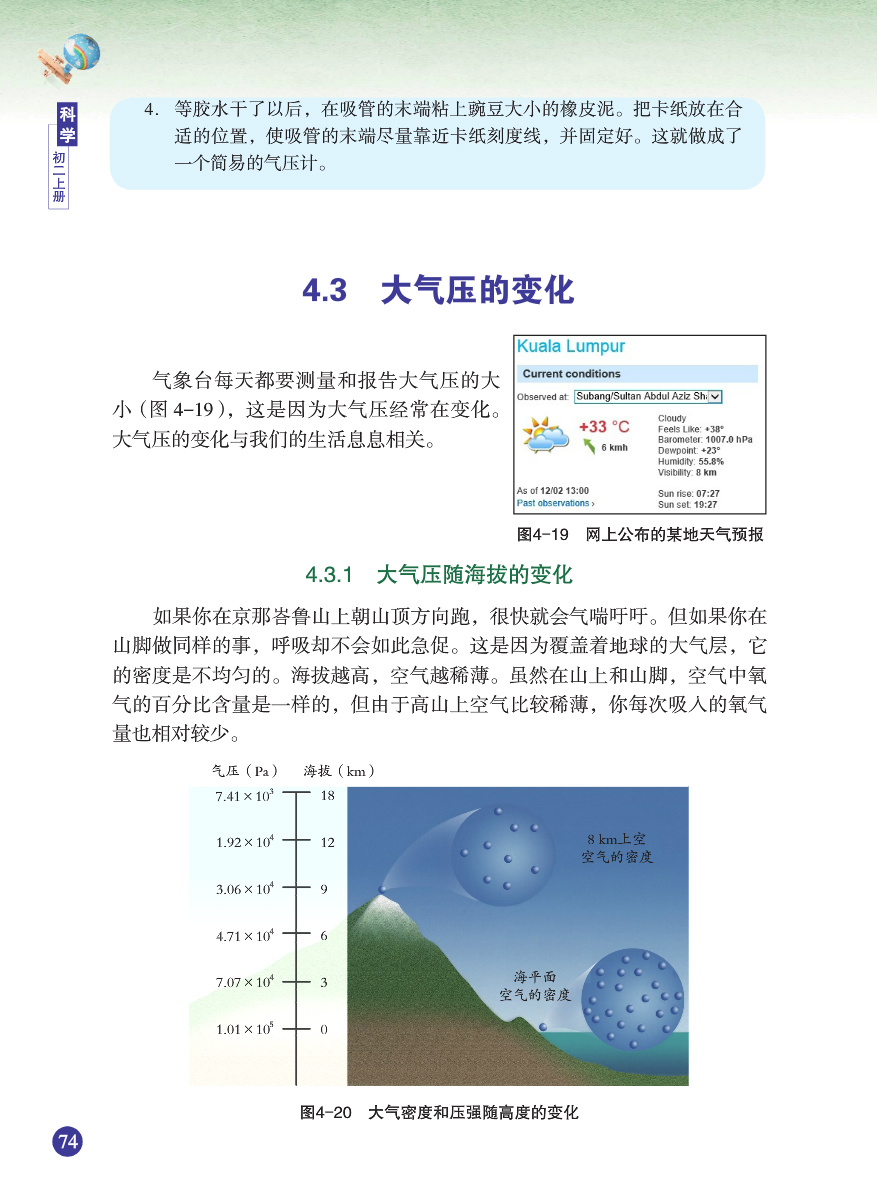 科学
初二上册
4. 等胶水干了以后，在吸管的末端粘上豌豆大小的橡皮泥。把卡纸放在合
适的位置，使吸管的末端尽量靠近卡纸刻度线，并固定好。这就做成了
一个简易的气压计。
4.3 大气压的变化
气象台每天都要测量和报告大气压的大
小（图 4-19），这是因为大气压经常在变化。
大气压的变化与我们的生活息息相关。
Kuala Lumpur
Current conditions
Observed at: Subang/Sultan Abdul Aziz Sh
+33 °C
6 kmh
Cloudy
Feels Like: +38°
Barometer: 1007.0 hPa
Dewpoint: +23°
Humidity: 55.8%
Visibility: 8 km
As of 12/02 13:00
Past observations ›
Sun rise: 07:27
Sun set: 19:27
图4-19 网上公布的某地天气预报
4.3.1 大气压随海拔的变化
如果你在京那峇鲁山上朝山顶方向跑，很快就会气喘吁吁。但如果你在
山脚做同样的事，呼吸却不会如此急促。这是因为覆盖着地球的大气层，它
的密度是不均匀的。海拔越高，空气越稀薄。虽然在山上和山脚，空气中氧
气的百分比含量是一样的，但由于高山上空气比较稀薄，你每次吸入的氧气
量也相对较少。
气压（Pa） 海拔（km）
7.41 × 10³ 18
1.92 × 10⁴ 12
3.06 × 10⁴ 9
4.71 × 10⁴ 6
7.07 × 10⁴ 3
1.01 × 10⁵ 0
8 km上空
空气的密度
海平面
空气的密度
图4-20 大气密度和压强随高度的变化
74